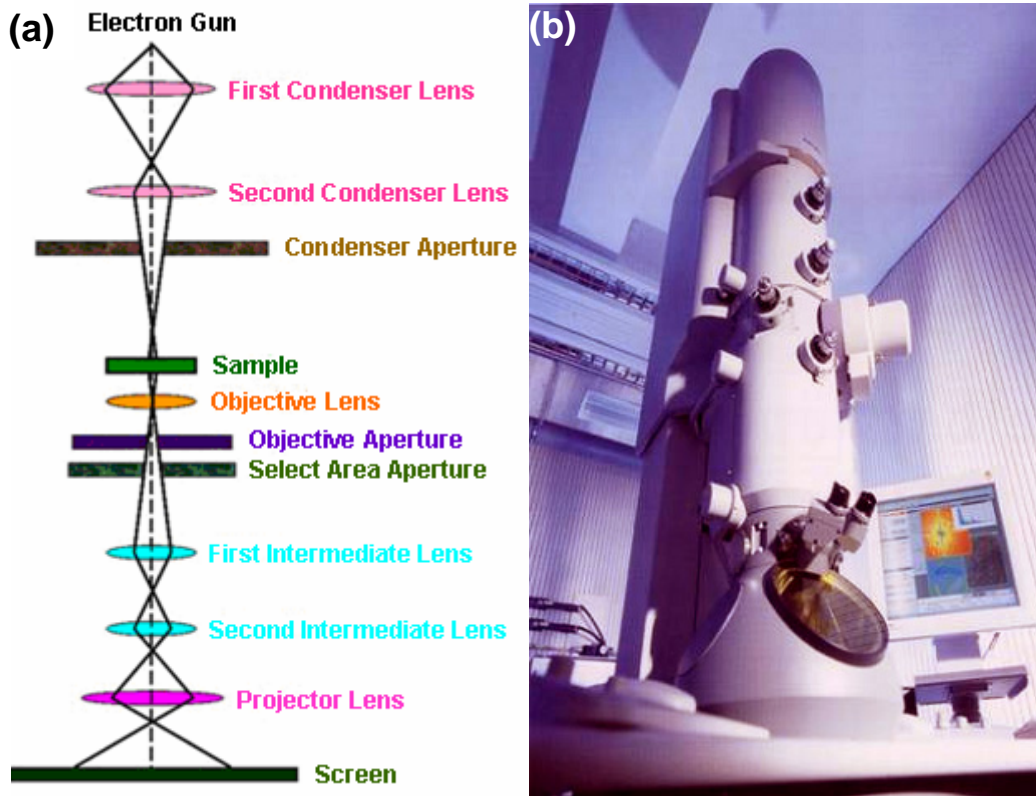 (a)
Electron Gun
First Condenser Lens
Second Condenser Lens
Condenser Aperture
Sample
Objective Lens
Objective Aperture
Select Area Aperture
First Intermediate Lens
Second Intermediate Lens
Projector Lens
Screen
(b)